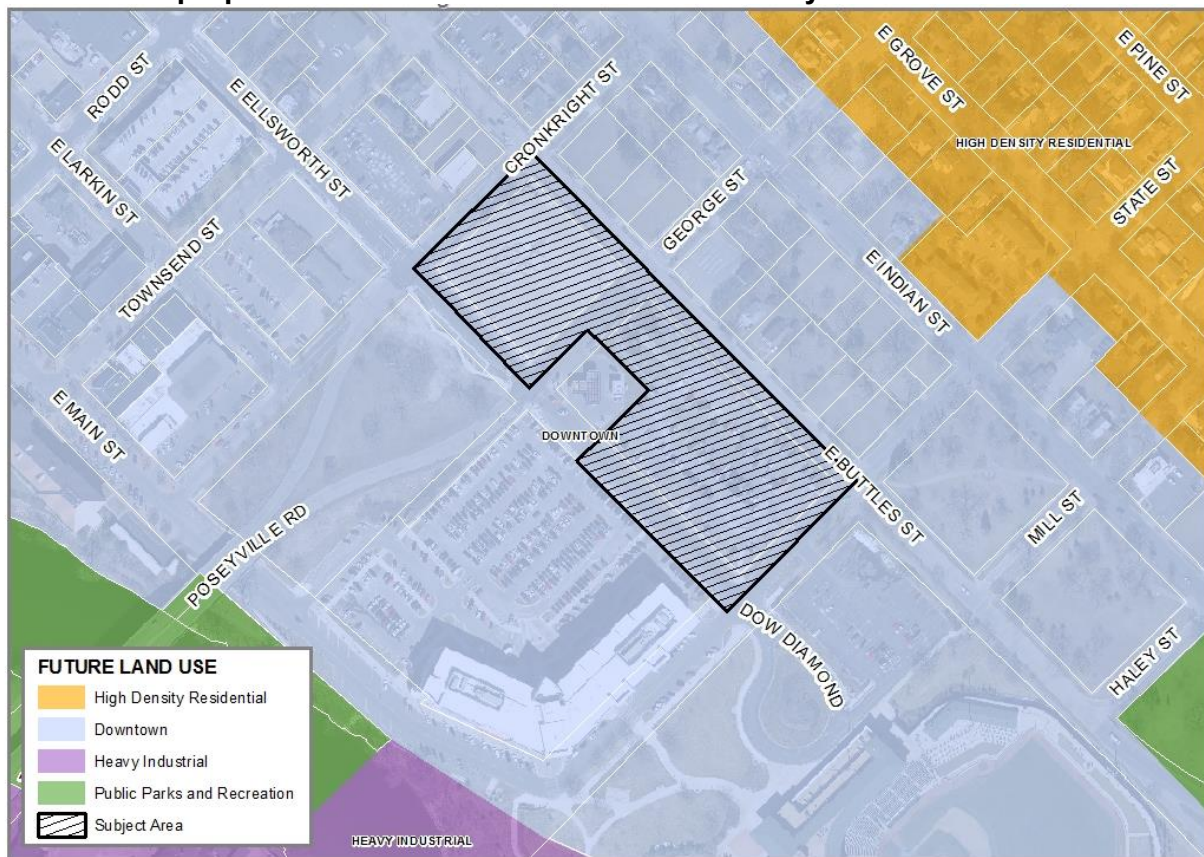 E PINE ST
E GROVE ST
RODD ST
E ELLSWORTH ST
CRONKRIGHT ST
HIGH DENSITY RESIDENTIAL
E LARKIN ST
STATE ST
GEORGE ST
TOWNSEND ST
E INDIAN ST
E MAIN ST
DOWNTOWN
E BUTTLES ST
MILL ST
POSEYVILLE RD
DOW DIAMOND
HALEY ST
FUTURE LAND USE
High Density Residential
Downtown
Heavy Industrial
Public Parks and Recreation
Subject Area
HEAVY INDUSTRIAL